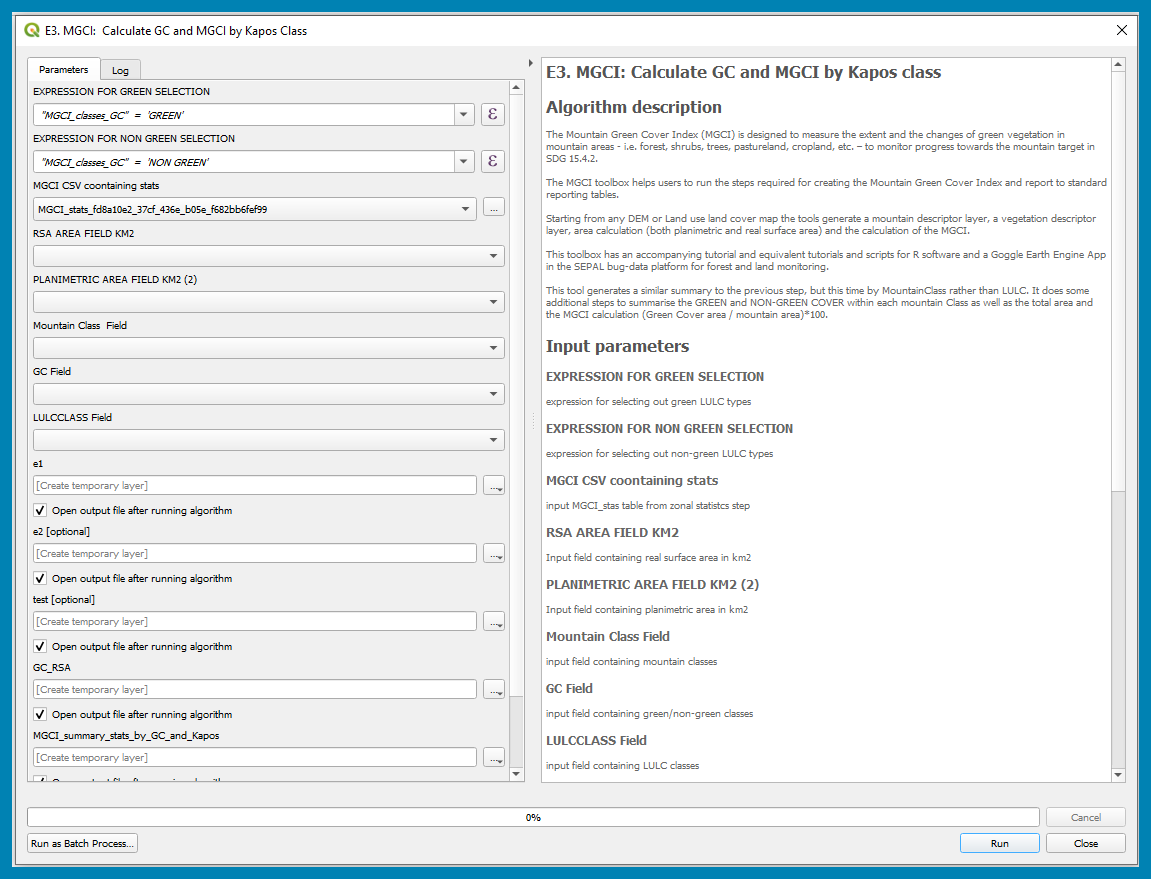 E3. MGCI: Calculate GC and MGCI by Kapos Class
Parameters
Log
EXPRESSION FOR GREEN SELECTION
"MGCI_classes_GC" = 'GREEN'
ε
EXPRESSION FOR NON GREEN SELECTION
"MGCI_classes_GC" = 'NON GREEN'
ε
MGCI CSV coontaining stats
MGCI_stats_fd8a10e2_37cf_436e_b05e_f682bb6fef99
...
RSA AREA FIELD KM2
PLANIMETRIC AREA FIELD KM2 (2)
Mountain Class Field
GC Field
LULCCLASS Field
e1
[Create temporary layer]
...
Open output file after running algorithm
e2 [optional]
[Create temporary layer]
...
Open output file after running algorithm
test [optional]
[Create temporary layer]
...
Open output file after running algorithm
GC_RSA
[Create temporary layer]
...
Open output file after running algorithm
MGCI_summary_stats_by_GC_and_Kapos
[Create temporary layer]
...
Open output file after running algorithm
E3. MGCI: Calculate GC and MGCI by Kapos class
Algorithm description
The Mountain Green Cover Index (MGCI) is designed to measure the extent and the changes of green vegetation in
mountain areas - i.e. forest, shrubs, trees, pastureland, cropland, etc. – to monitor progress towards the mountain target in
SDG 15.4.2.
The MGCI toolbox helps users to run the steps required for creating the Mountain Green Cover Index and report to standard
reporting tables.
Starting from any DEM or Land use land cover map the tools generate a mountain descriptor layer, a vegetation descriptor
layer, area calculation (both planimetric and real surface area) and the calculation of the MGCI.
This toolbox has an accompanying tutorial and equivalent tutorials and scripts for R software and a Goggle Earth Engine App
in the SEPAL bug-data platform for forest and land monitoring.
This tool generates a similar summary to the previous step, but this time by MountainClass rather than LULC. It does some
additional steps to summarise the GREEN and NON-GREEN COVER within each mountain Class as well as the total area and
the MGCI calculation (Green Cover area / mountain area)*100.
Input parameters
EXPRESSION FOR GREEN SELECTION
expression for selecting out green LULC types
EXPRESSION FOR NON GREEN SELECTION
expression for selecting out non-green LULC types
MGCI CSV coontaining stats
input MGCI_stas table from zonal statistcs step
RSA AREA FIELD KM2
Input field containing real surface area in km2
PLANIMETRIC AREA FIELD KM2 (2)
Input field containing planimetric area in km2
Mountain Class Field
input field containing mountain classes
GC Field
input field containing green/non-green classes
LULCCLASS Field
input field containing LULC classes
0%
Cancel
Run as Batch Process...
Run
Close